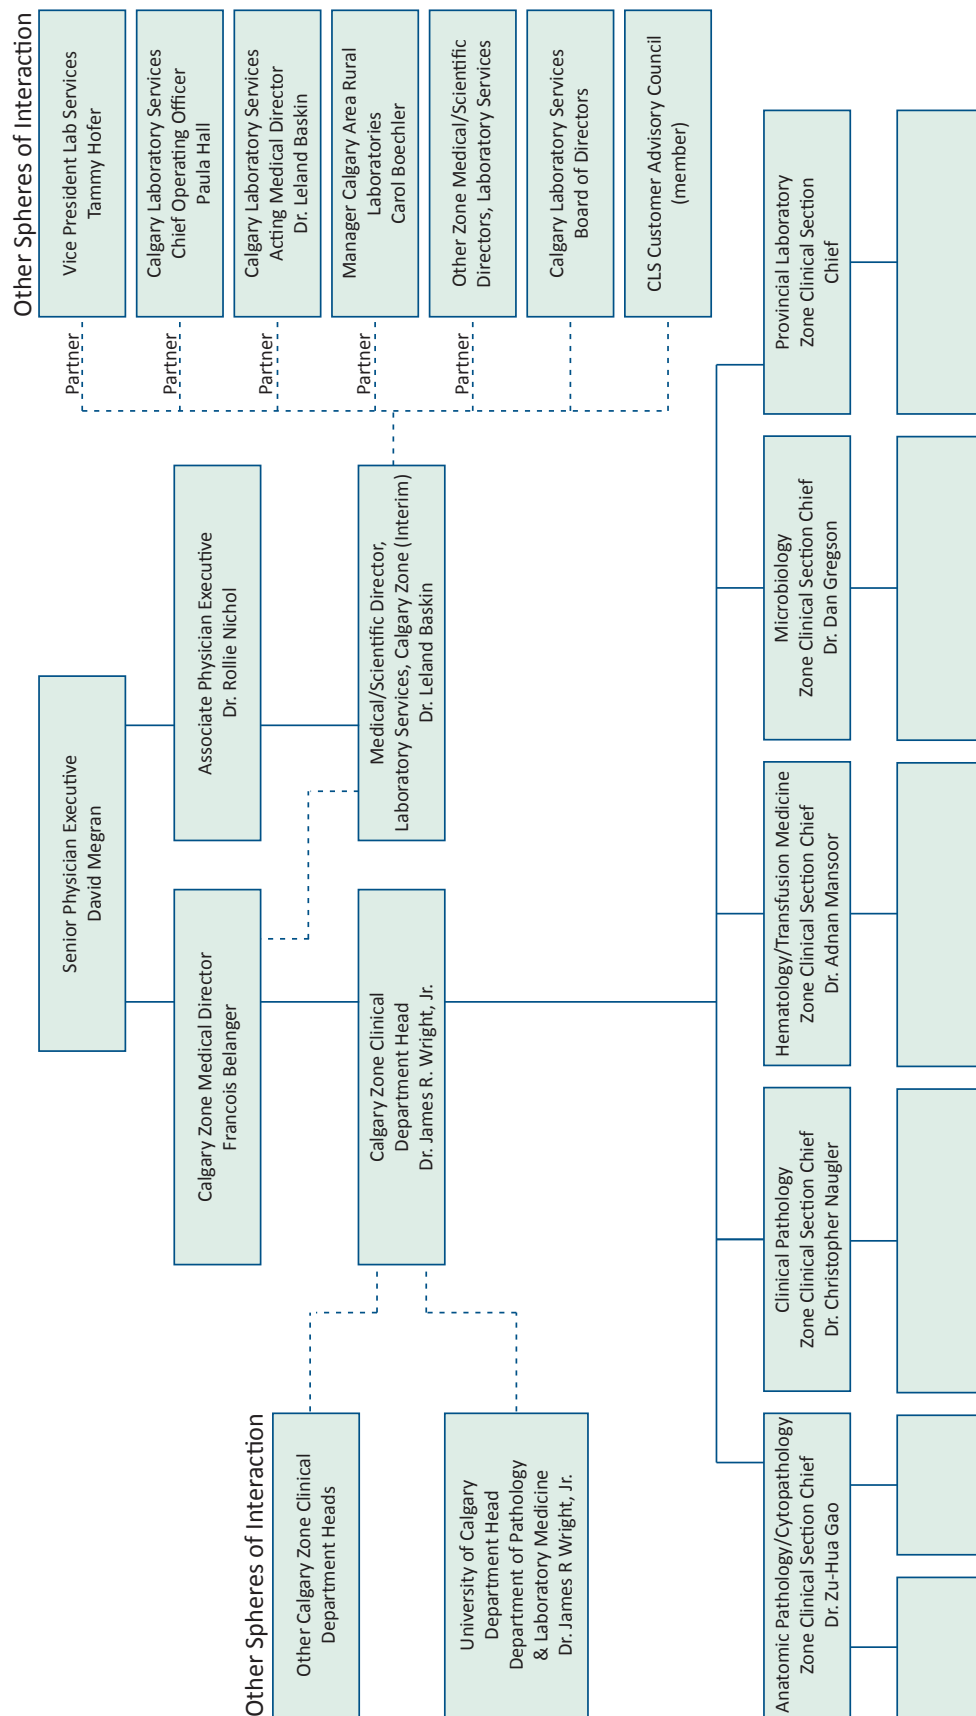 Senior Physician Executive
David Megran
Calgary Zone Medical Director
Francois Belanger
Associate Physician Executive
Dr. Rollie Nichol
Other Spheres of Interaction
Vice President Lab Services
Tammy Hofer
Calgary Laboratory Services
Chief Operating Officer
Paula Hall
Calgary Laboratory Services
Acting Medical Director
Dr. Leland Baskin
Manager Calgary Area Rural
Laboratories
Carol Boechler
Other Zone Medical/Scientific
Directors, Laboratory Services
Calgary Laboratory Services
Board of Directors
CLS Customer Advisory Council
(member)
Partner
Partner
Partner
Partner
Partner
Calgary Zone Clinical
Department Head
Dr. James R. Wright, Jr.
Medical/Scientific Director,
Laboratory Services, Calgary Zone (Interim)
Dr. Leland Baskin
Other Spheres of Interaction
Other Calgary Zone Clinical
Department Heads
University of Calgary
Department Head
Department of Pathology
& Laboratory Medicine
Dr. James R Wright, Jr.
Anatomic Pathology/Cytopathology
Zone Clinical Section Chief
Dr. Zu-Hua Gao
Clinical Pathology
Zone Clinical Section Chief
Dr. Christopher Naugler
Hematology/Transfusion Medicine
Zone Clinical Section Chief
Dr. Adnan Mansoor
Microbiology
Zone Clinical Section Chief
Dr. Dan Gregson
Provincial Laboratory
Zone Clinical Section
Chief